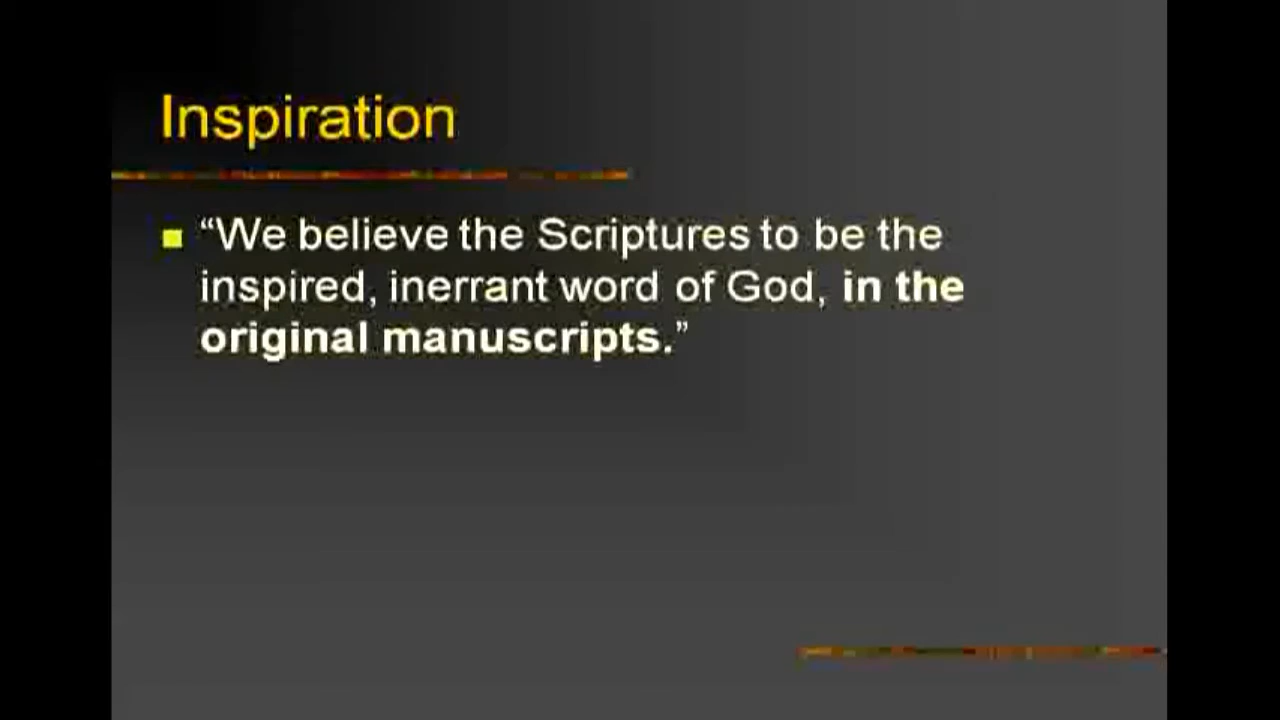 Inspiration
“We believe the Scriptures to be the
inspired, inerrant word of God, in the
original manuscripts.”